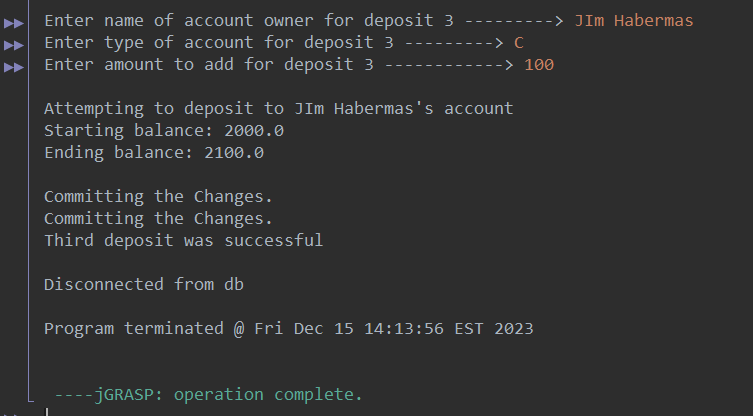 Enter name of account owner for deposit 3 ---------> JIm Habermas
Enter type of account for deposit 3 ---------> C
Enter amount to add for deposit 3 ------------> 100
Attempting to deposit to JIm Habermas's account
Starting balance: 2000.0
Ending balance: 2100.0
Committing the Changes.
Committing the Changes.
Third deposit was successful
Disconnected from db
Program terminated @ Fri Dec 15 14:13:56 EST 2023
----jGRASP: operation complete.